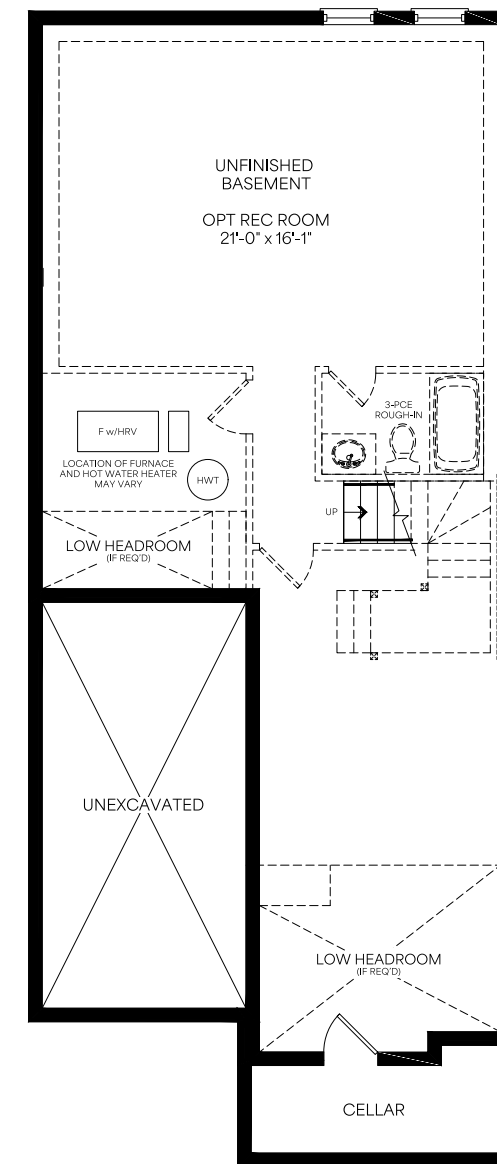 UNFINISHED
BASEMENT
OPT REC ROOM
21'-0" x 16'-1"
3-PCE
ROUGH-IN
F w/HRV
LOCATION OF FURNACE
AND HOT WATER HEATER
MAY VARY
HWT
UP
LOW HEADROOM
(IF REQ'D)
UNEXCAVATED
LOW HEADROOM
(IF REQ'D)
CELLAR